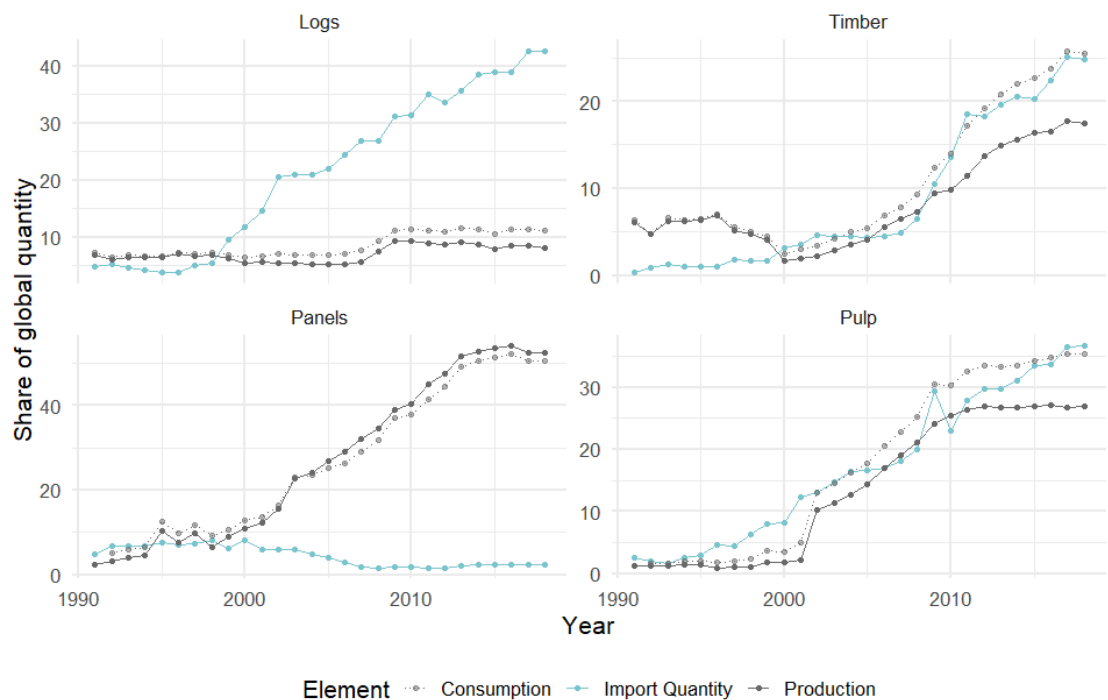 Logs
Timber
40
30
20
10
20
10
0
Share of global quantity
Panels
Pulp
40
20
0
30
20
10
0
1990
2000
2010
1990
2000
2010
Year
Element Consumption Import Quantity Production